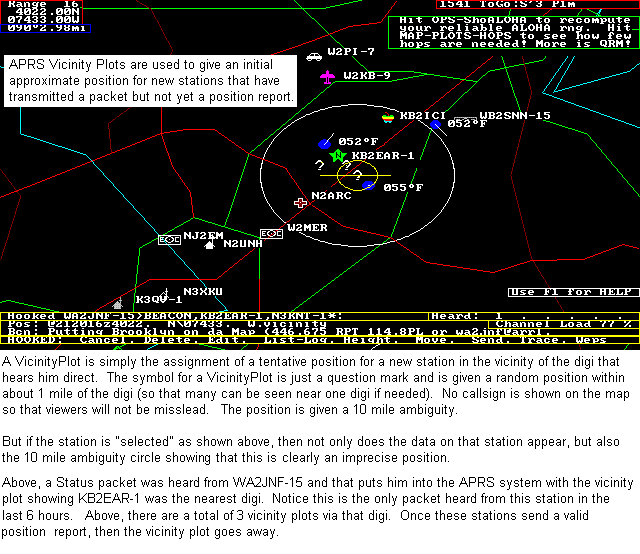 Range 16
4022.00N
07433.00W
090°2.98mi
1541 ToGo:S'3 Plm
Hit OPS-ShoALOHA to recompute
your reliable ALOHA rng. Hit
MAP-PLOTS-HOPS to see how few
hops are needed! More is QRM!
APRS Vicinity Plots are used to give an initial
approximate position for new stations that have
transmitted a packet but not yet a position report.
W2PI-7
W2KB-9
KB2ICI
WB2SNN-15
052°F
052°F
KB2EAR-1
?
?
?
055°F
N2ARC
W2MER
EOC
NJ2EM
EOC
N2UNH
N3XKU
K3QV-1
Use F1 for HELP
Hooked WA2JNF-15>BEACON,KB2EAR-1,N3KNT-1*:
Heard: 1 . . . . .
Pos: @212016z4022. N\07433. W.Vicinity
Channel Load 77 %
Bcn: Putting Brooklyn on da Map (446.675 RPT 114.8PL or wa2jnf@arrl.
HOOKED: Cancel, Delete, Edit, List-Log, Height, Move, Send, Trace, Weps
A VicinityPlot is simply the assignment of a tentative position for a new station in the vicinity of the digi that
hears him direct. The symbol for a VicinityPlot is just a question mark and is given a random position within
about 1 mile of the digi (so that many can be seen near one digi if needed). No callsign is shown on the map
so that viewers will not be misslead. The position is given a 10 mile ambiguity.
But if the station is "selected" as shown above, then not only does the data on that station appear, but also
the 10 mile ambiguity circle showing that this is clearly an imprecise position.
Above, a Status packet was heard from WA2JNF-15 and that puts him into the APRS system with the vicinity
plot showing KB2EAR-1 was the nearest digi. Notice this is the only packet heard from this station in the
last 6 hours. Above, there are a total of 3 vicinity plots via that digi. Once these stations send a valid
position report, then the vicinity plot goes away.